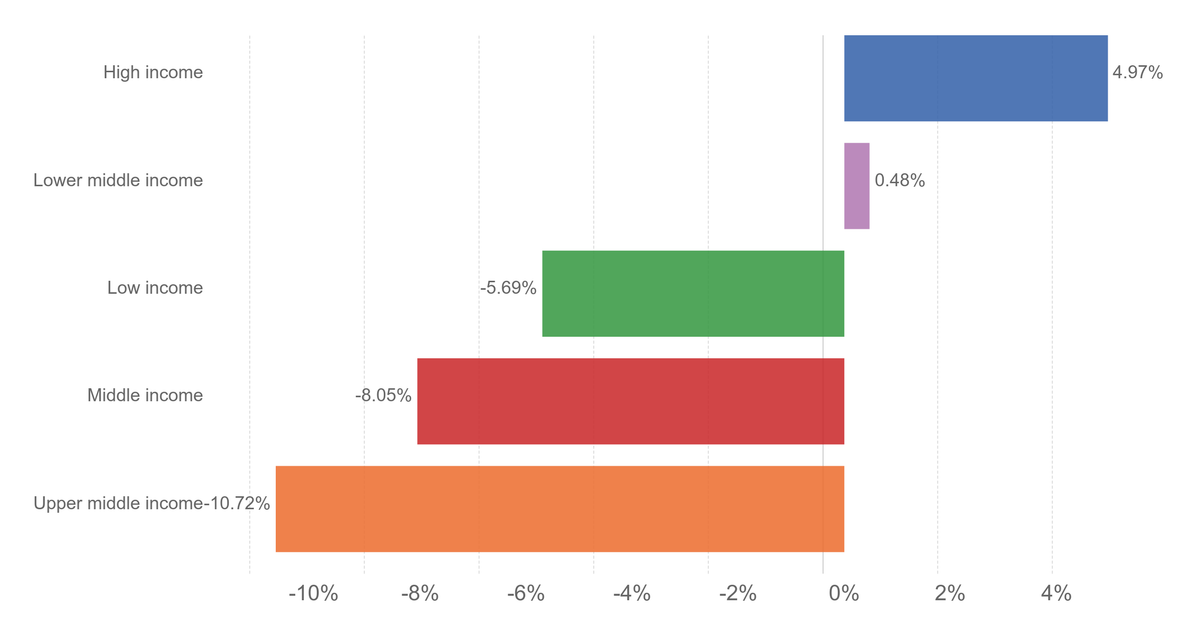 High income
4.97%
Lower middle income
0.48%
Low income
-5.69%
Middle income
-8.05%
Upper middle income
-10.72%
-10%
-8%
-6%
-4%
-2%
0%
2%
4%